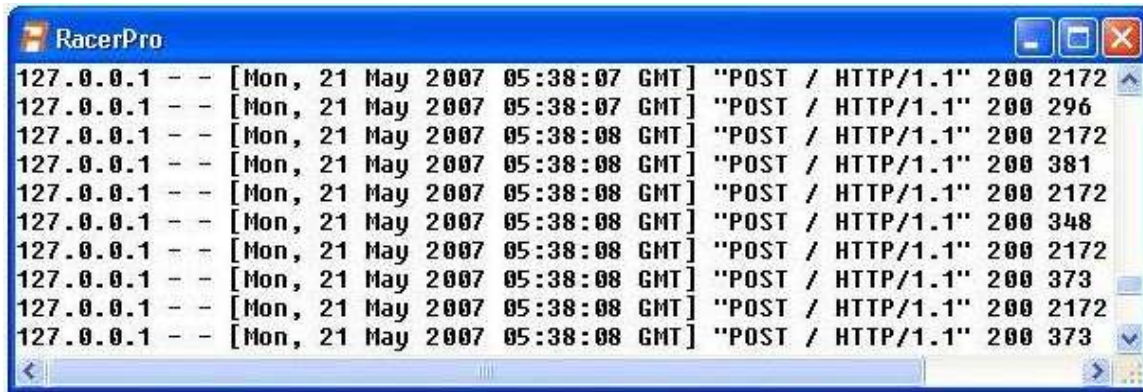 RacerPro
127.0.0.1 - - [Mon, 21 May 2007 05:38:07 GMT] "POST / HTTP/1.1" 200 2172
127.0.0.1 - - [Mon, 21 May 2007 05:38:07 GMT] "POST / HTTP/1.1" 200 296
127.0.0.1 - - [Mon, 21 May 2007 05:38:08 GMT] "POST / HTTP/1.1" 200 2172
127.0.0.1 - - [Mon, 21 May 2007 05:38:08 GMT] "POST / HTTP/1.1" 200 381
127.0.0.1 - - [Mon, 21 May 2007 05:38:08 GMT] "POST / HTTP/1.1" 200 2172
127.0.0.1 - - [Mon, 21 May 2007 05:38:08 GMT] "POST / HTTP/1.1" 200 348
127.0.0.1 - - [Mon, 21 May 2007 05:38:08 GMT] "POST / HTTP/1.1" 200 2172
127.0.0.1 - - [Mon, 21 May 2007 05:38:08 GMT] "POST / HTTP/1.1" 200 373
127.0.0.1 - - [Mon, 21 May 2007 05:38:08 GMT] "POST / HTTP/1.1" 200 2172
127.0.0.1 - - [Mon, 21 May 2007 05:38:08 GMT] "POST / HTTP/1.1" 200 373